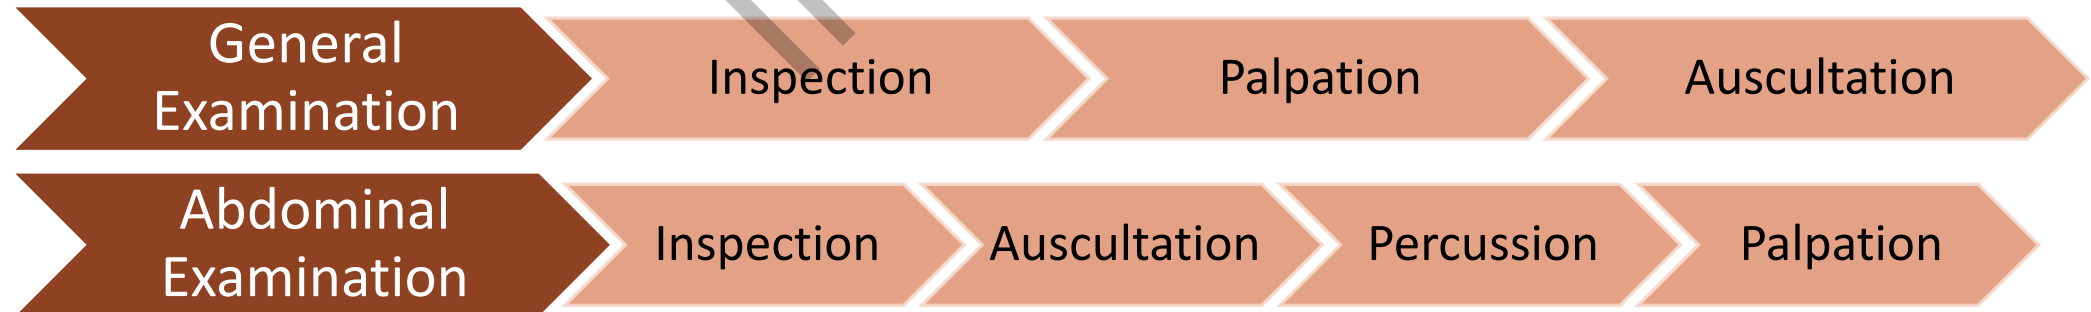 General
Examination
Inspection
Palpation
Auscultation
Abdominal
Examination
Inspection
Auscultation
Percussion
Palpation